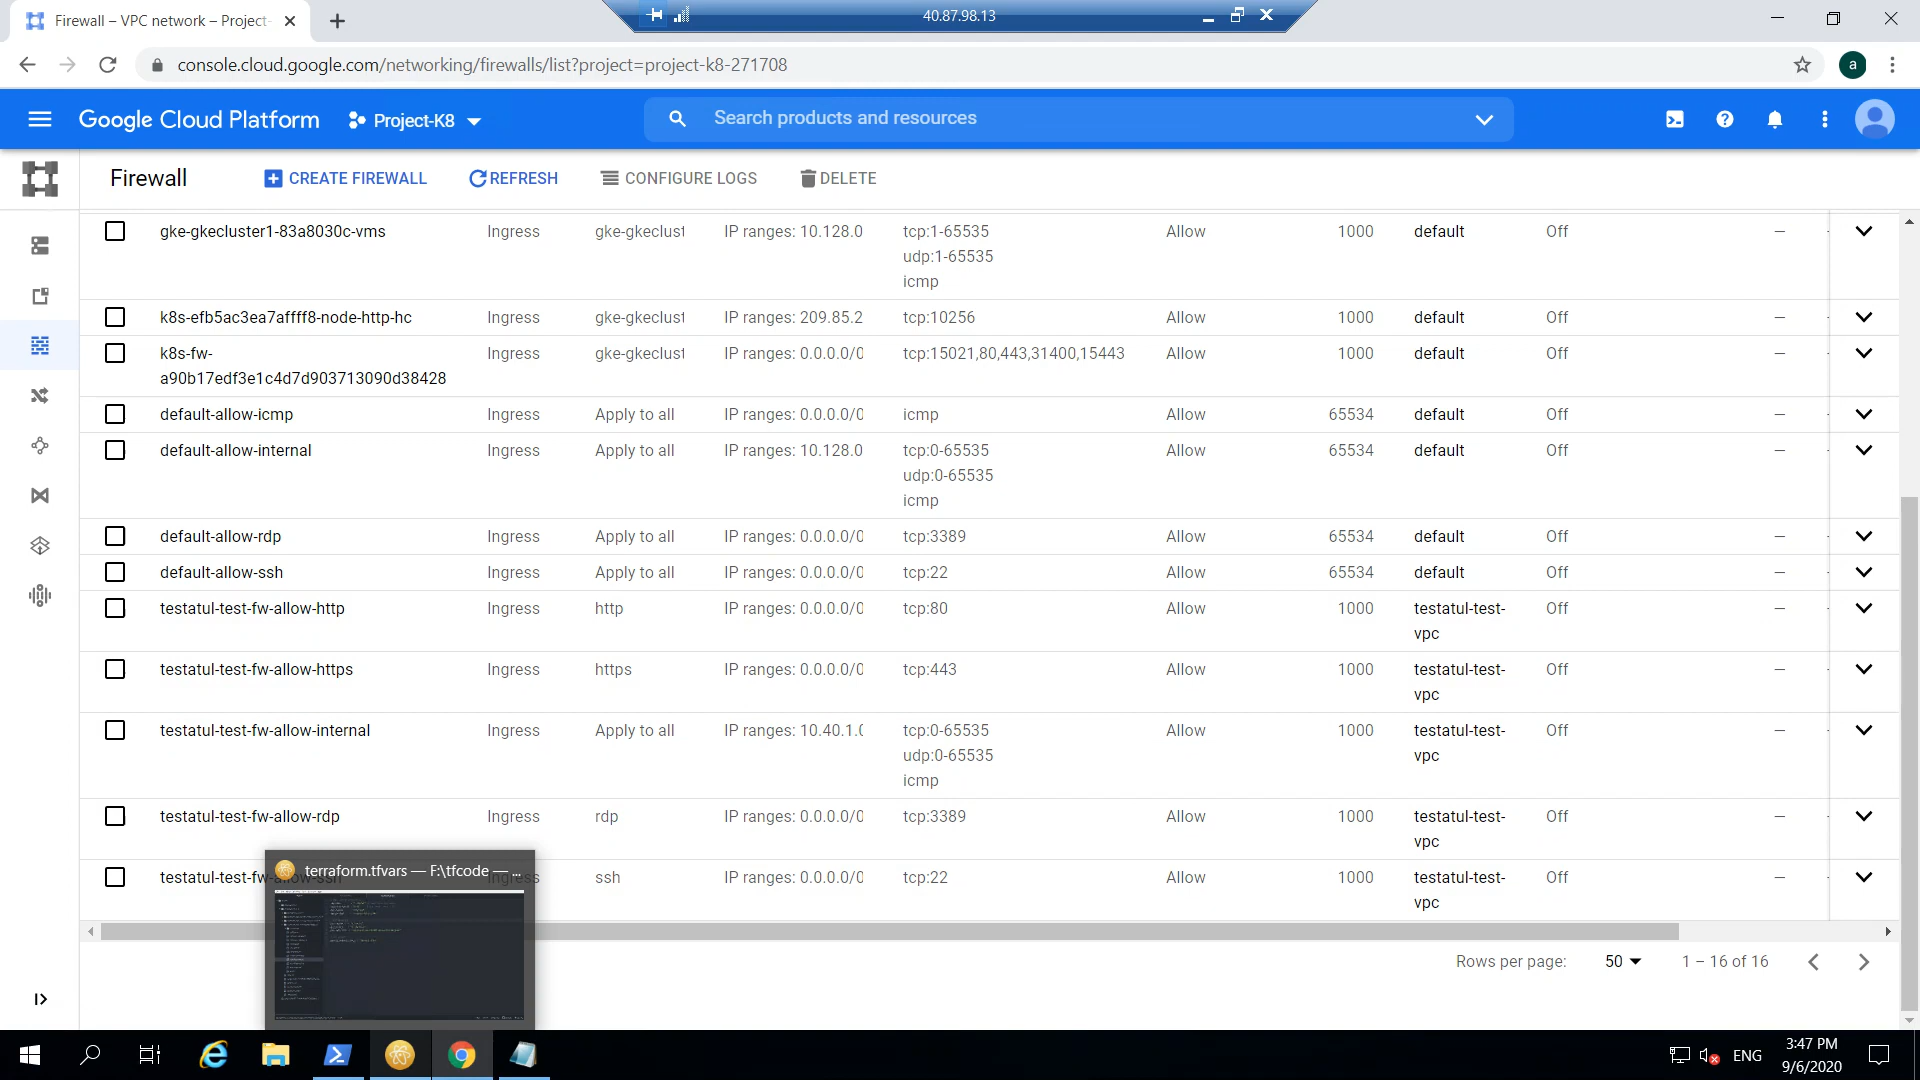 Firewall – VPC network – Project-
40.87.98.13
console.cloud.google.com/networking/firewalls/list?project=project-k8-271708
a
Google Cloud Platform
Project-K8
Search products and resources
Firewall
CREATE FIREWALL
REFRESH
CONFIGURE LOGS
DELETE
gke-gkecluster1-83a8030c-vms Ingress gke-gkeclust IP ranges: 10.128.0 tcp:1-65535 Allow 1000 default Off –
udp:1-65535
icmp
k8s-efb5ac3ea7affff8-node-http-hc Ingress gke-gkeclust IP ranges: 209.85.2 tcp:10256 Allow 1000 default Off –
k8s-fw- Ingress gke-gkeclust IP ranges: 0.0.0.0/0 tcp:15021,80,443,31400,15443 Allow 1000 default Off –
a90b17edf3e1c4d7d903713090d38428
default-allow-icmp Ingress Apply to all IP ranges: 0.0.0.0/0 icmp Allow 65534 default Off –
default-allow-internal Ingress Apply to all IP ranges: 10.128.0 tcp:0-65535 Allow 65534 default Off –
udp:0-65535
icmp
default-allow-rdp Ingress Apply to all IP ranges: 0.0.0.0/0 tcp:3389 Allow 65534 default Off –
default-allow-ssh Ingress Apply to all IP ranges: 0.0.0.0/0 tcp:22 Allow 65534 default Off –
testatul-test-fw-allow-http Ingress http IP ranges: 0.0.0.0/0 tcp:80 Allow 1000 testatul-test- Off –
vpc
testatul-test-fw-allow-https Ingress https IP ranges: 0.0.0.0/0 tcp:443 Allow 1000 testatul-test- Off –
vpc
testatul-test-fw-allow-internal Ingress Apply to all IP ranges: 10.40.1.0 tcp:0-65535 Allow 1000 testatul-test- Off –
udp:0-65535 vpc
icmp
testatul-test-fw-allow-rdp Ingress rdp IP ranges: 0.0.0.0/0 tcp:3389 Allow 1000 testatul-test- Off –
vpc
terraform.tfvars — F:\tfcode — ...
testatul-test-fw-allow-ssh Ingress ssh IP ranges: 0.0.0.0/0 tcp:22 Allow 1000 testatul-test- Off –
vpc
Rows per page: 50 1 – 16 of 16
ENG
3:47 PM
9/6/2020